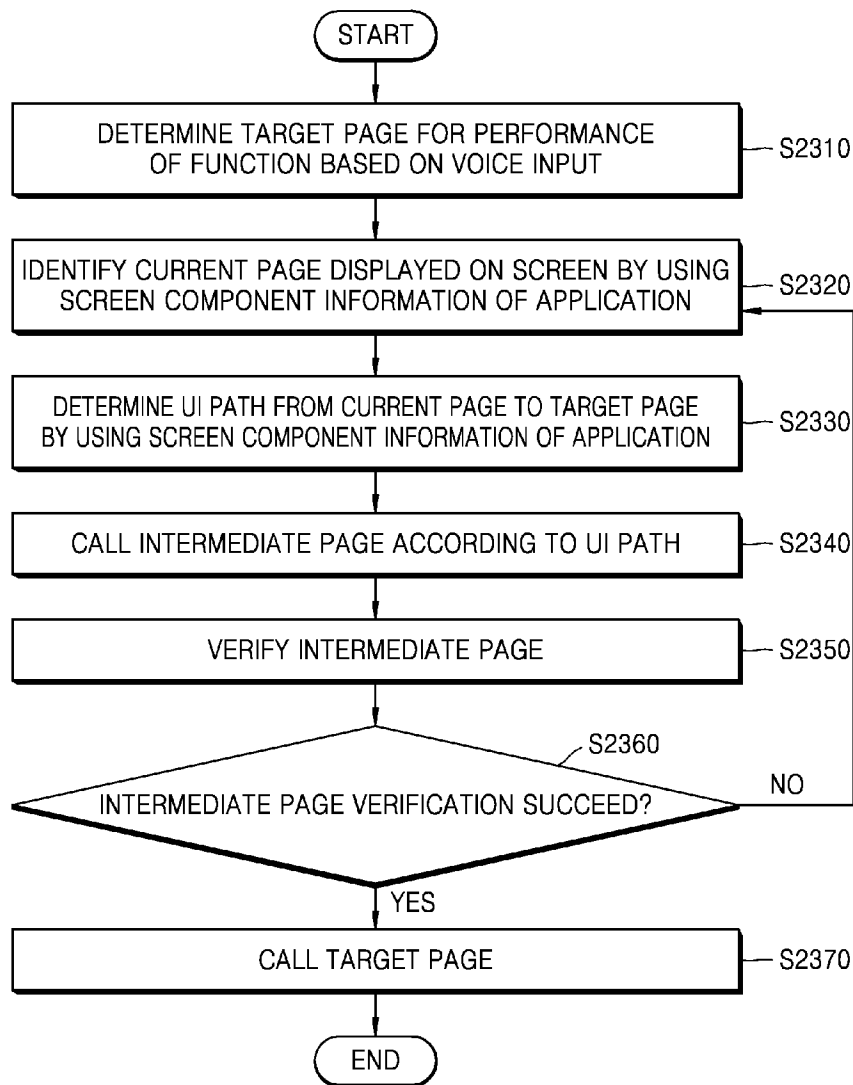 START
DETERMINE TARGET PAGE FOR PERFORMANCE
OF FUNCTION BASED ON VOICE INPUT
S2310
IDENTIFY CURRENT PAGE DISPLAYED ON SCREEN BY USING
SCREEN COMPONENT INFORMATION OF APPLICATION
S2320
DETERMINE UI PATH FROM CURRENT PAGE TO TARGET PAGE
BY USING SCREEN COMPONENT INFORMATION OF APPLICATION
S2330
CALL INTERMEDIATE PAGE ACCORDING TO UI PATH
S2340
VERIFY INTERMEDIATE PAGE
S2350
S2360
INTERMEDIATE PAGE VERIFICATION SUCCEED?
NO
YES
CALL TARGET PAGE
S2370
END